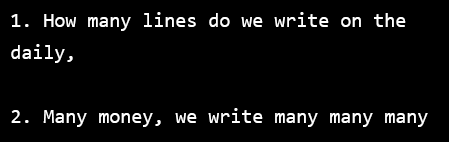 1. How many lines do we write on the
daily,
2. Many money, we write many many many